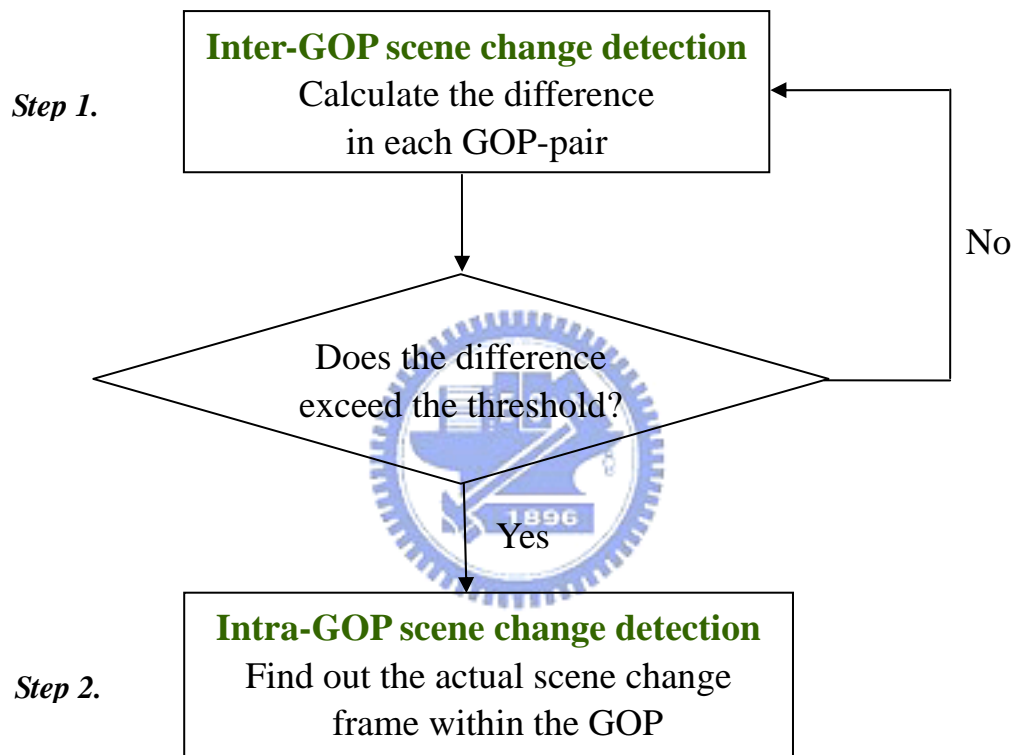 Inter-GOP scene change detection
Step 1.
Calculate the difference
in each GOP-pair
No
Does the difference
exceed the threshold?
1896
Yes
Intra-GOP scene change detection
Step 2.
Find out the actual scene change
frame within the GOP